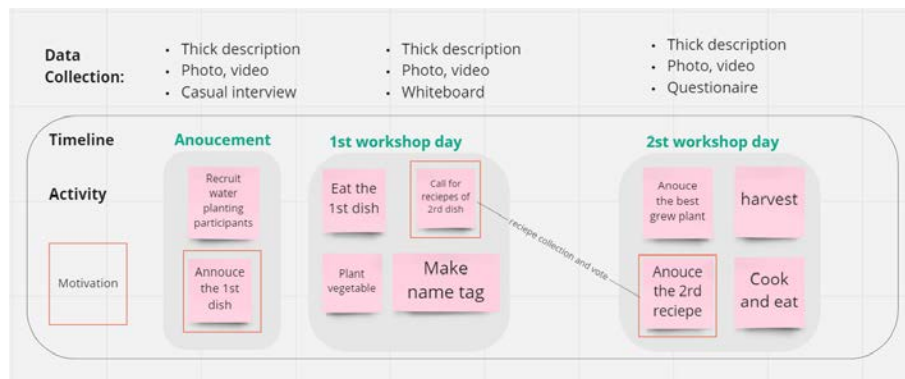 Data
Collection:
• Thick description
• Photo, video
• Casual interview
• Thick description
• Photo, video
• Whiteboard
• Thick description
• Photo, video
• Questionaire
Timeline
Anoucement
1st workshop day
2st workshop day
Activity
Recruit
water
planting
participants
Eat the
1st dish
Call for
reciepes of
2rd dish
Anouce
the best
grew plant
harvest
reciepe collection and vote
Motivation
Annouce
the 1st
dish
Plant
vegetable
Make
name tag
Anouce
the 2rd
reciepe
Cook
and eat